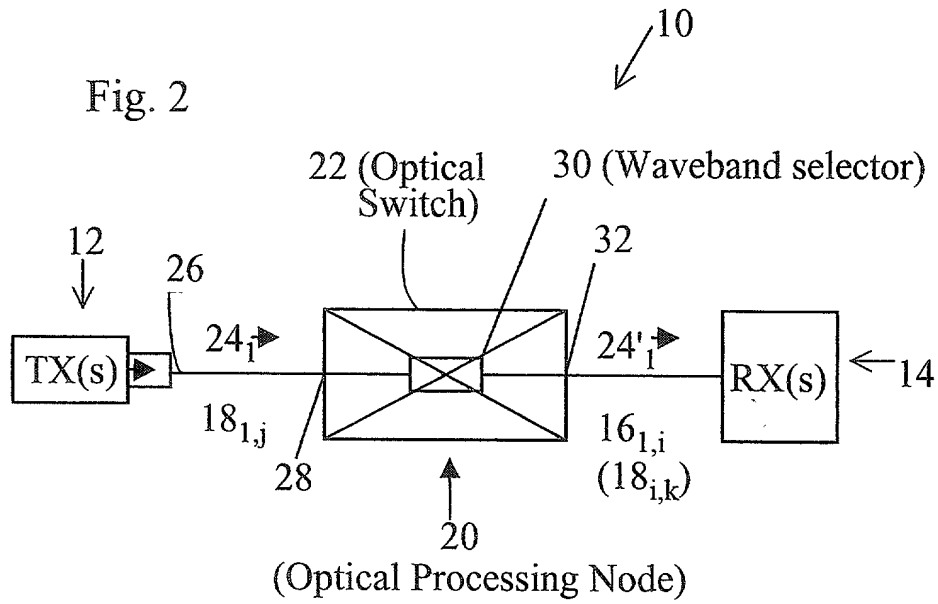 10
Fig. 2
22 (Optical Switch)
30 (Waveband selector)
12
26
32
24₁
24'₁
TX(s)
RX(s)
14
18₁,ⱼ
28
16₁,ᵢ
(18ᵢ,ₖ)
20
(Optical Processing Node)